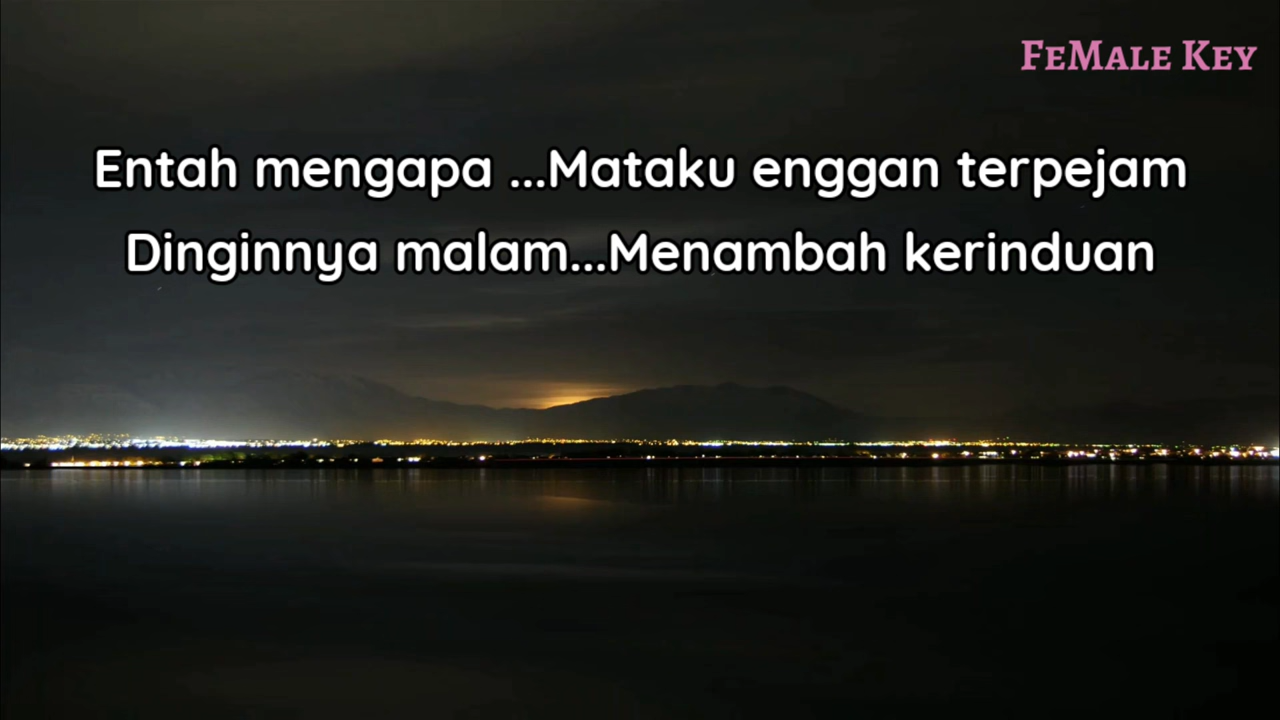 FeMale Key
Entah mengapa ...Mataku enggan terpejam
Dinginnya malam...Menambah kerinduan